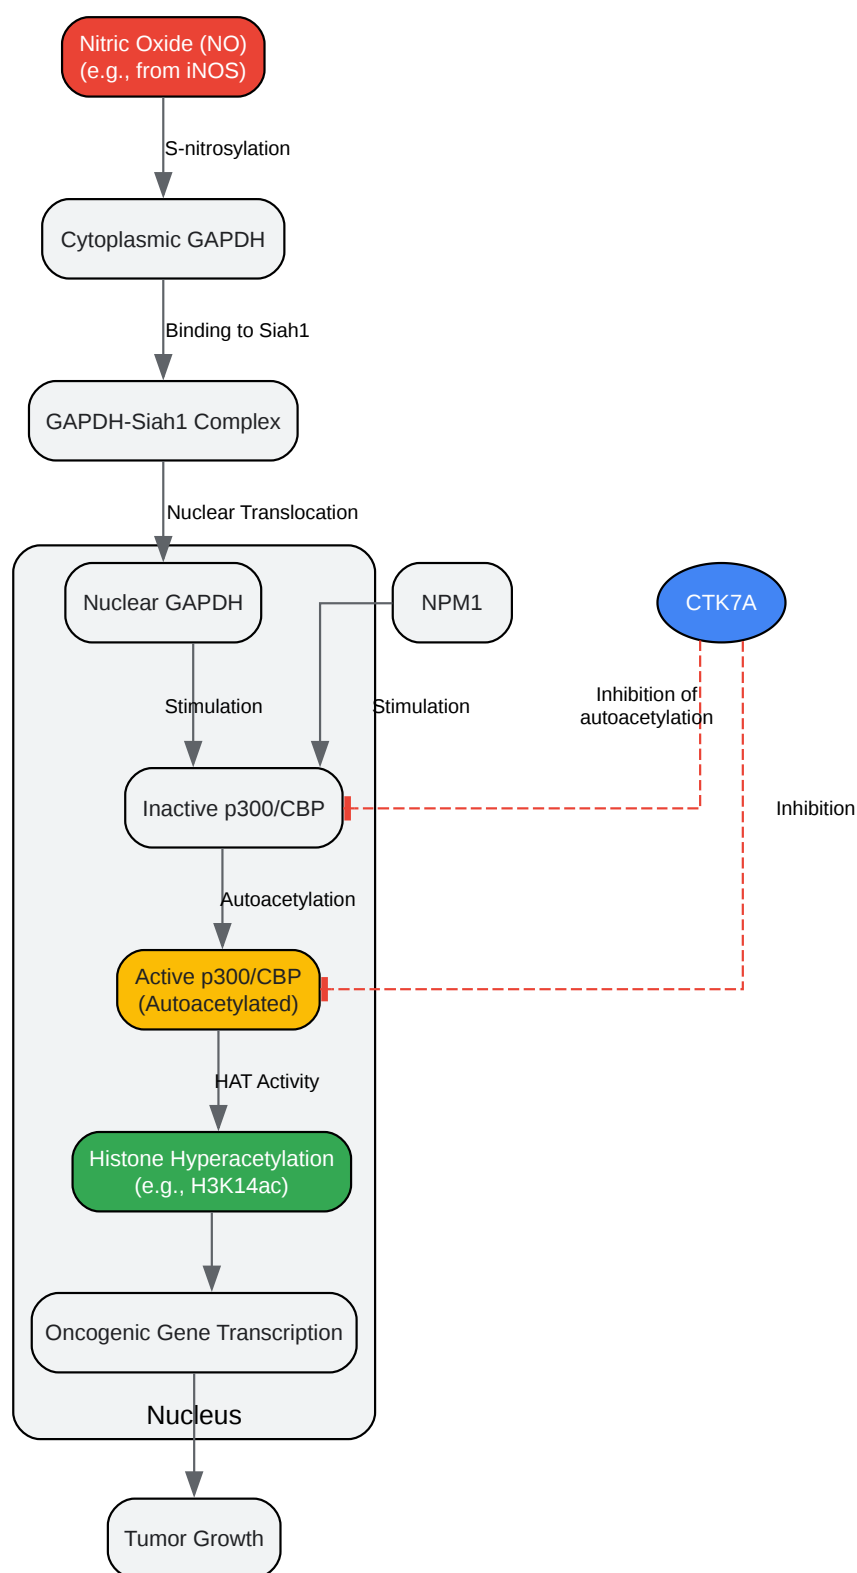 Nitric Oxide (NO)
(e.g., from iNOS)
S-nitrosylation
Cytoplasmic GAPDH
Binding to Siah1
GAPDH-Siah1 Complex
Nuclear Translocation
Nuclear GAPDH
NPM1
CTK7A
Stimulation
Stimulation
Inhibition of
autoacetylation
Inactive p300/CBP
Inhibition
Autoacetylation
Active p300/CBP
(Autoacetylated)
HAT Activity
Histone Hyperacetylation
(e.g., H3K14ac)
Oncogenic Gene Transcription
Nucleus
Tumor Growth